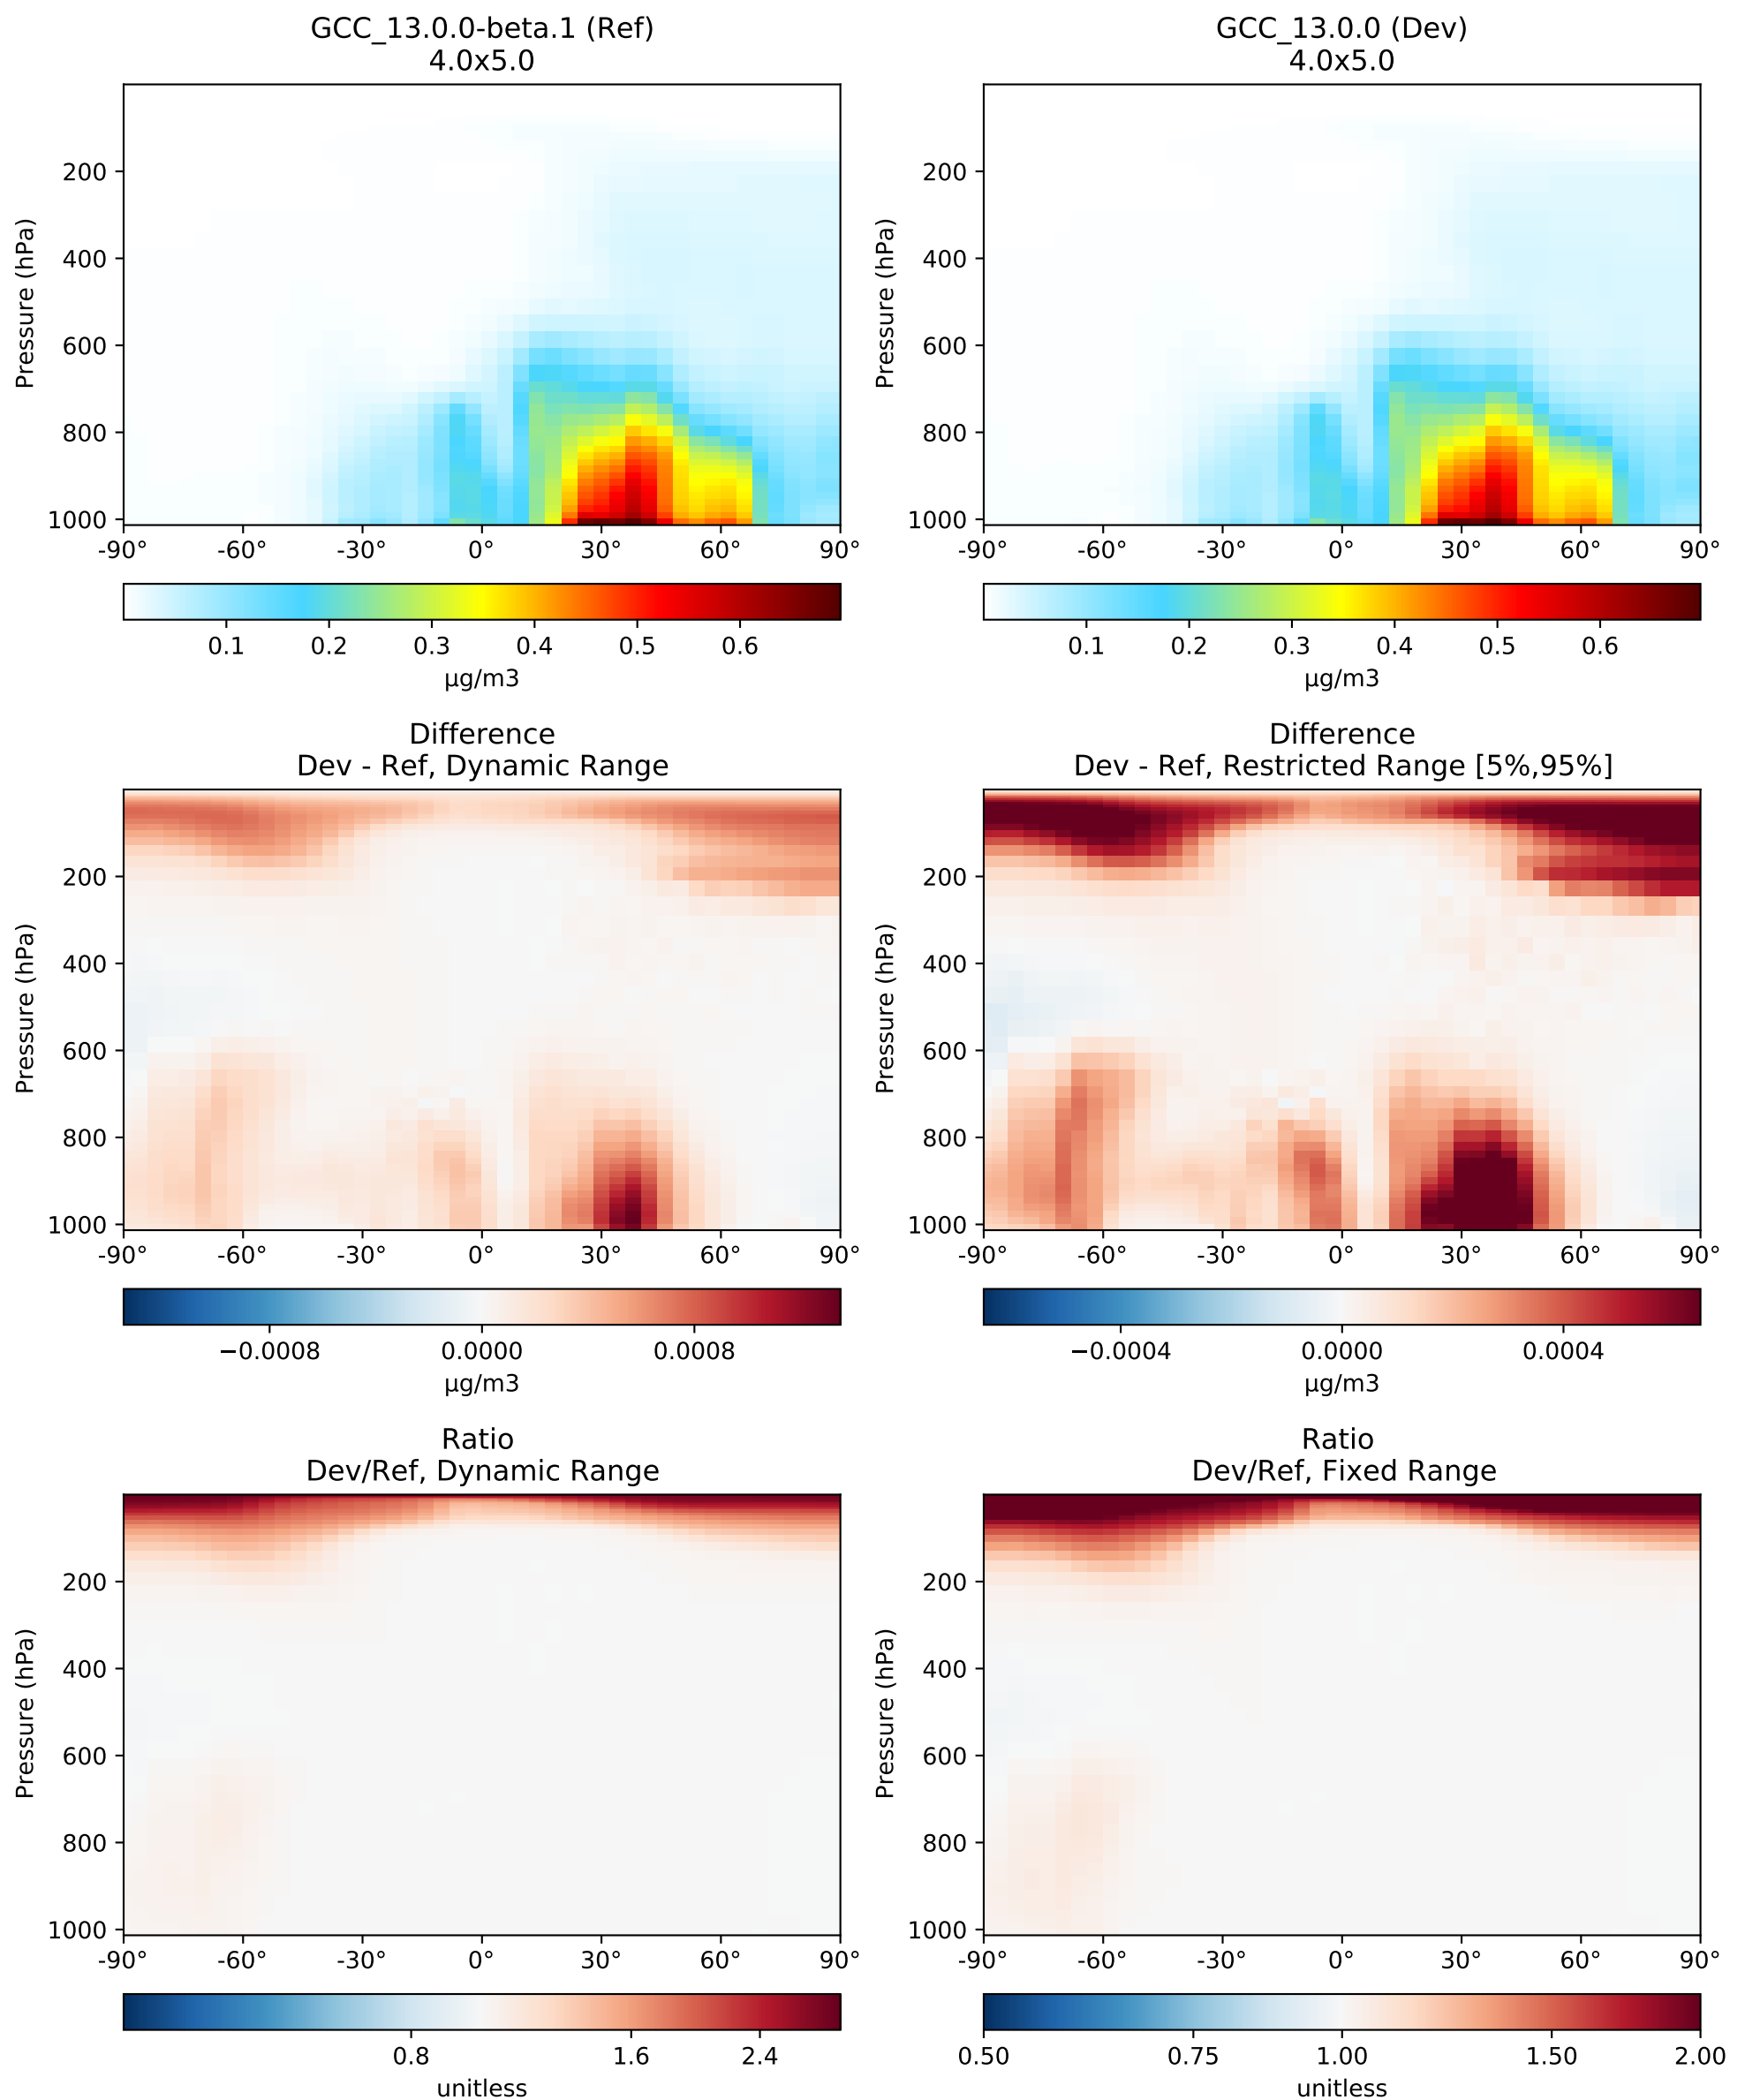 GCC_13.0.0-beta.1 (Ref)
4.0x5.0
Pressure (hPa)
200
400
600
800
1000
-90° -60° -30° 0° 30° 60° 90°
0.1 0.2 0.3 0.4 0.5 0.6
µg/m3
GCC_13.0.0 (Dev)
4.0x5.0
Pressure (hPa)
200
400
600
800
1000
-90° -60° -30° 0° 30° 60° 90°
0.1 0.2 0.3 0.4 0.5 0.6
µg/m3
Difference
Dev - Ref, Dynamic Range
Pressure (hPa)
200
400
600
800
1000
-90° -60° -30° 0° 30° 60° 90°
−0.0008 0.0000 0.0008
µg/m3
Difference
Dev - Ref, Restricted Range [5%,95%]
Pressure (hPa)
200
400
600
800
1000
-90° -60° -30° 0° 30° 60° 90°
−0.0004 0.0000 0.0004
µg/m3
Ratio
Dev/Ref, Dynamic Range
Pressure (hPa)
200
400
600
800
1000
-90° -60° -30° 0° 30° 60° 90°
0.8 1.6 2.4
unitless
Ratio
Dev/Ref, Fixed Range
Pressure (hPa)
200
400
600
800
1000
-90° -60° -30° 0° 30° 60° 90°
0.50 0.75 1.00 1.50 2.00
unitless